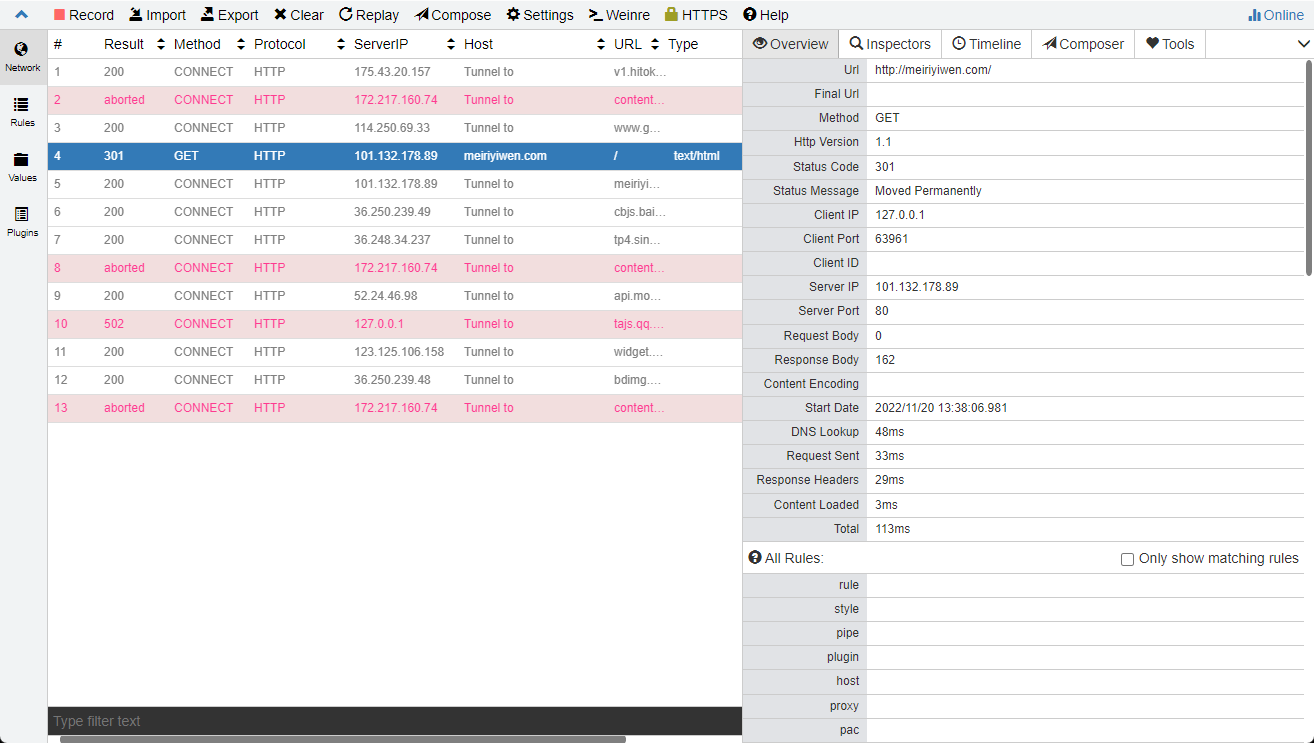 Record Import Export Clear Replay Compose Settings Weinre HTTPS Help Online
Network
Rules
Values
Plugins
# Result Method Protocol ServerIP Host URL Type
1 200 CONNECT HTTP 175.43.20.157 Tunnel to v1.hitok...
2 aborted CONNECT HTTP 172.217.160.74 Tunnel to content...
3 200 CONNECT HTTP 114.250.69.33 Tunnel to www.g...
4 301 GET HTTP 101.132.178.89 meiriyiwen.com / text/html
5 200 CONNECT HTTP 101.132.178.89 Tunnel to meiriyi...
6 200 CONNECT HTTP 36.250.239.49 Tunnel to cbjs.bai...
7 200 CONNECT HTTP 36.248.34.237 Tunnel to tp4.sin...
8 aborted CONNECT HTTP 172.217.160.74 Tunnel to content...
9 200 CONNECT HTTP 52.24.46.98 Tunnel to api.mo...
10 502 CONNECT HTTP 127.0.0.1 Tunnel to tajs.qq....
11 200 CONNECT HTTP 123.125.106.158 Tunnel to widget....
12 200 CONNECT HTTP 36.250.239.48 Tunnel to bdimg....
13 aborted CONNECT HTTP 172.217.160.74 Tunnel to content...
Type filter text
Overview Inspectors Timeline Composer Tools
Url http://meiriyiwen.com/
Final Url
Method GET
Http Version 1.1
Status Code 301
Status Message Moved Permanently
Client IP 127.0.0.1
Client Port 63961
Client ID
Server IP 101.132.178.89
Server Port 80
Request Body 0
Response Body 162
Content Encoding
Start Date 2022/11/20 13:38:06.981
DNS Lookup 48ms
Request Sent 33ms
Response Headers 29ms
Content Loaded 3ms
Total 113ms
All Rules: Only show matching rules
rule
style
pipe
plugin
host
proxy
pac